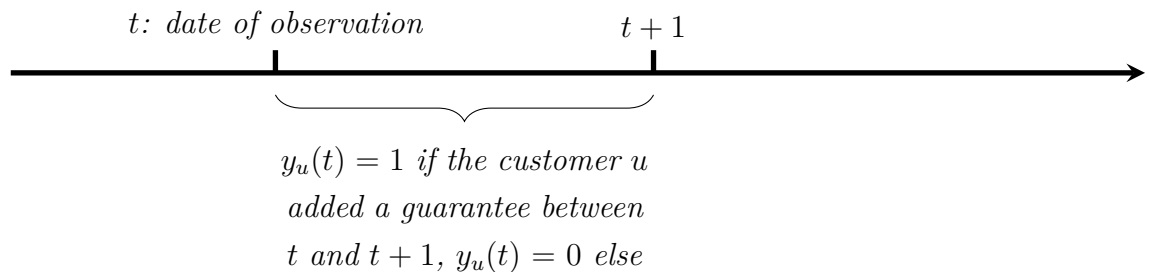 t: date of observation
t + 1
y_u(t) = 1 if the customer u
added a guarantee between
t and t + 1, y_u(t) = 0 else